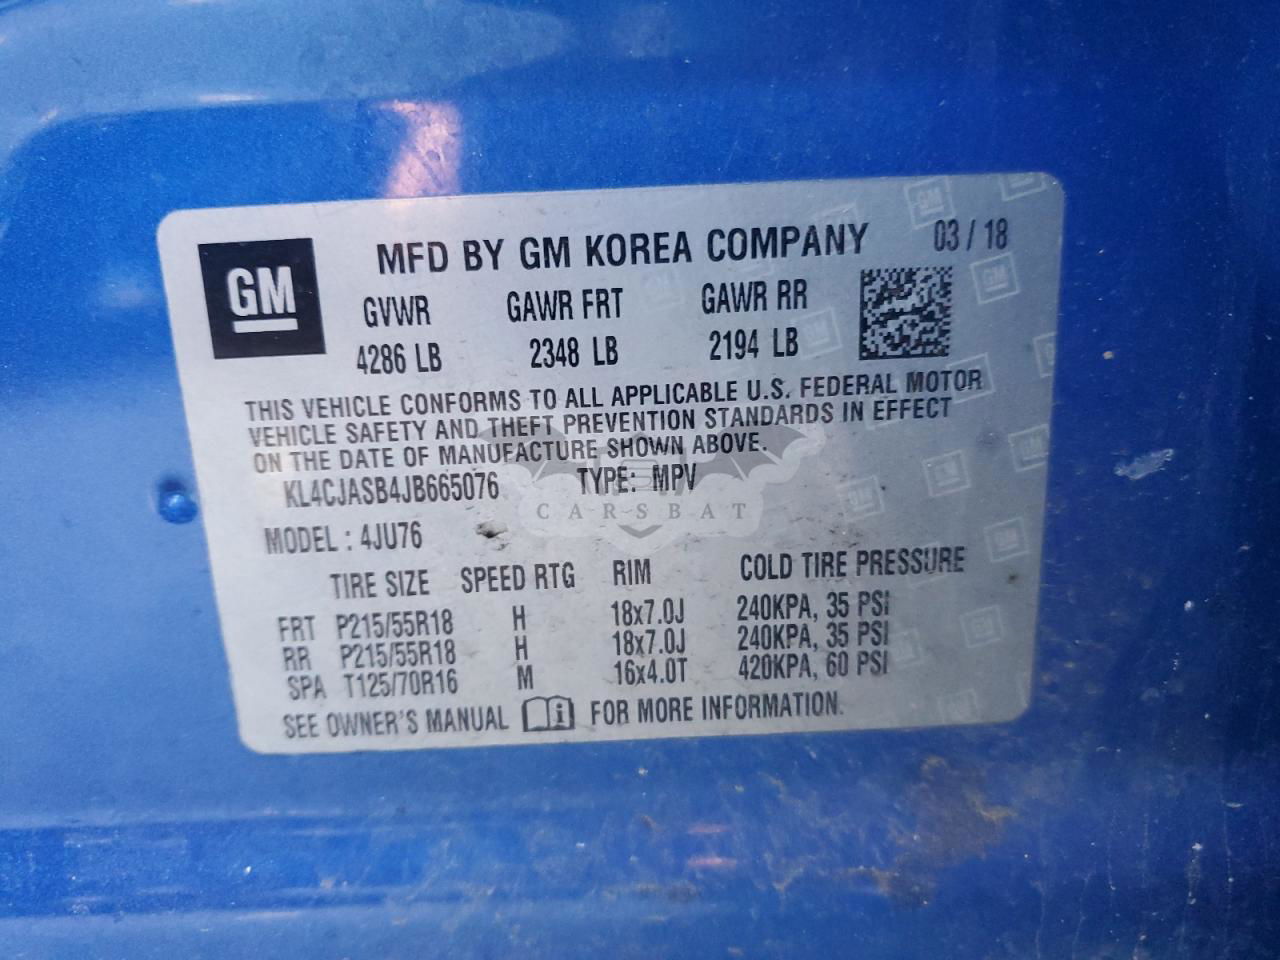 GM
MFD BY GM KOREA COMPANY 03 / 18
GVWR GAWR FRT GAWR RR
4286 LB 2348 LB 2194 LB
THIS VEHICLE CONFORMS TO ALL APPLICABLE U.S. FEDERAL MOTOR
VEHICLE SAFETY AND THEFT PREVENTION STANDARDS IN EFFECT
ON THE DATE OF MANUFACTURE SHOWN ABOVE.
KL4CJASB4JB665076 TYPE: MPV
CARSBAT
MODEL : 4JU76
TIRE SIZE SPEED RTG RIM COLD TIRE PRESSURE
FRT P215/55R18 H 18x7.0J 240KPA, 35 PSI
RR P215/55R18 H 18x7.0J 240KPA, 35 PSI
SPA T125/70R16 M 16x4.0T 420KPA, 60 PSI
SEE OWNER'S MANUAL i FOR MORE INFORMATION.